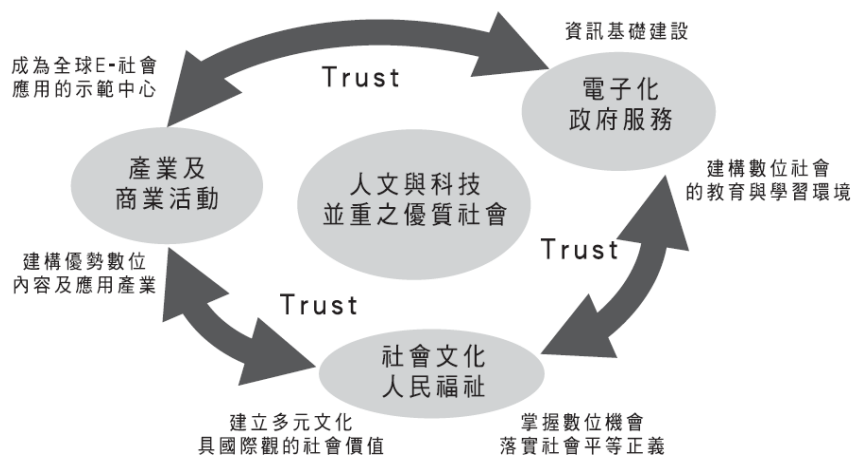 資訊基礎建設
成為全球E-社會
應用的示範中心
Trust
電子化
政府服務
產業及
商業活動
人文與科技
並重之優質社會
建構數位社會
的教育與學習環境
建構優勢數位
內容及應用產業
Trust
Trust
社會文化
人民福祉
建立多元文化
具國際觀的社會價值
掌握數位機會
落實社會平等正義